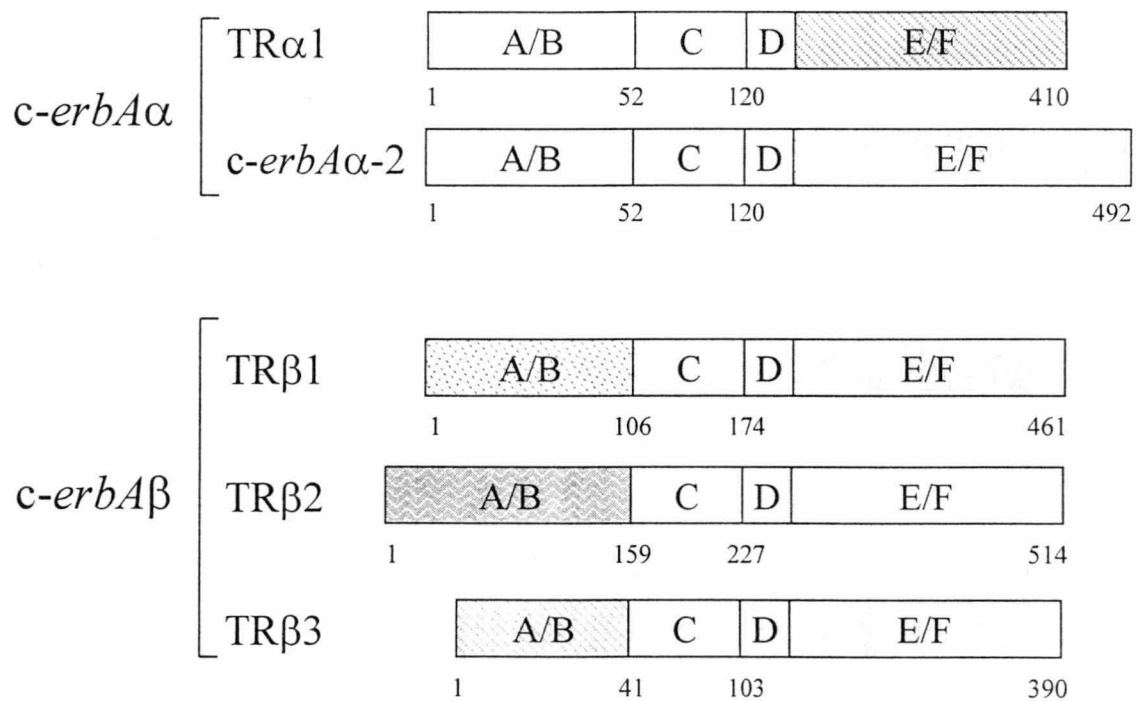 TRα1 A/B C D E/F
1 52 120 410
c-erbAα
c-erbAα-2 A/B C D E/F
1 52 120 492
TRβ1 A/B C D E/F
1 106 174 461
c-erbAβ
TRβ2 A/B C D E/F
1 159 227 514
TRβ3 A/B C D E/F
1 41 103 390